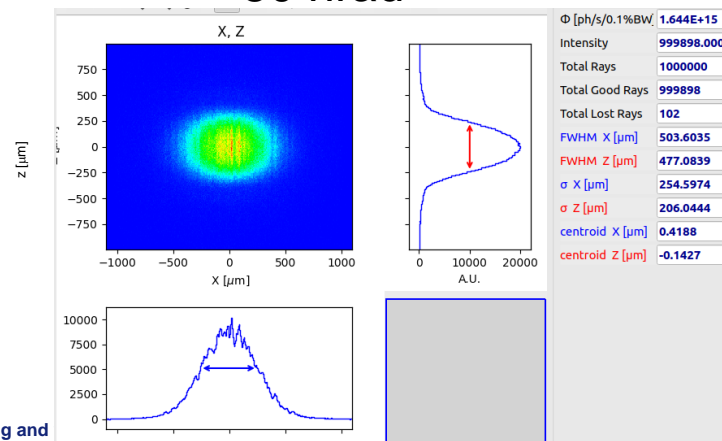 X, Z
z [µm]
750
500
250
0
−250
−500
−750
−1000
−500
0
500
1000
X [µm]
0
10000
20000
A.U.
10000
7500
5000
2500
0
Φ [ph/s/0.1%BW] 1.644E+15
Intensity 999898.000
Total Rays 1000000
Total Good Rays 999898
Total Lost Rays 102
FWHM X [µm] 503.6035
FWHM Z [µm] 477.0839
σ X [µm] 254.5974
σ Z [µm] 206.0444
centroid X [µm] 0.4188
centroid Z [µm] -0.1427
g and